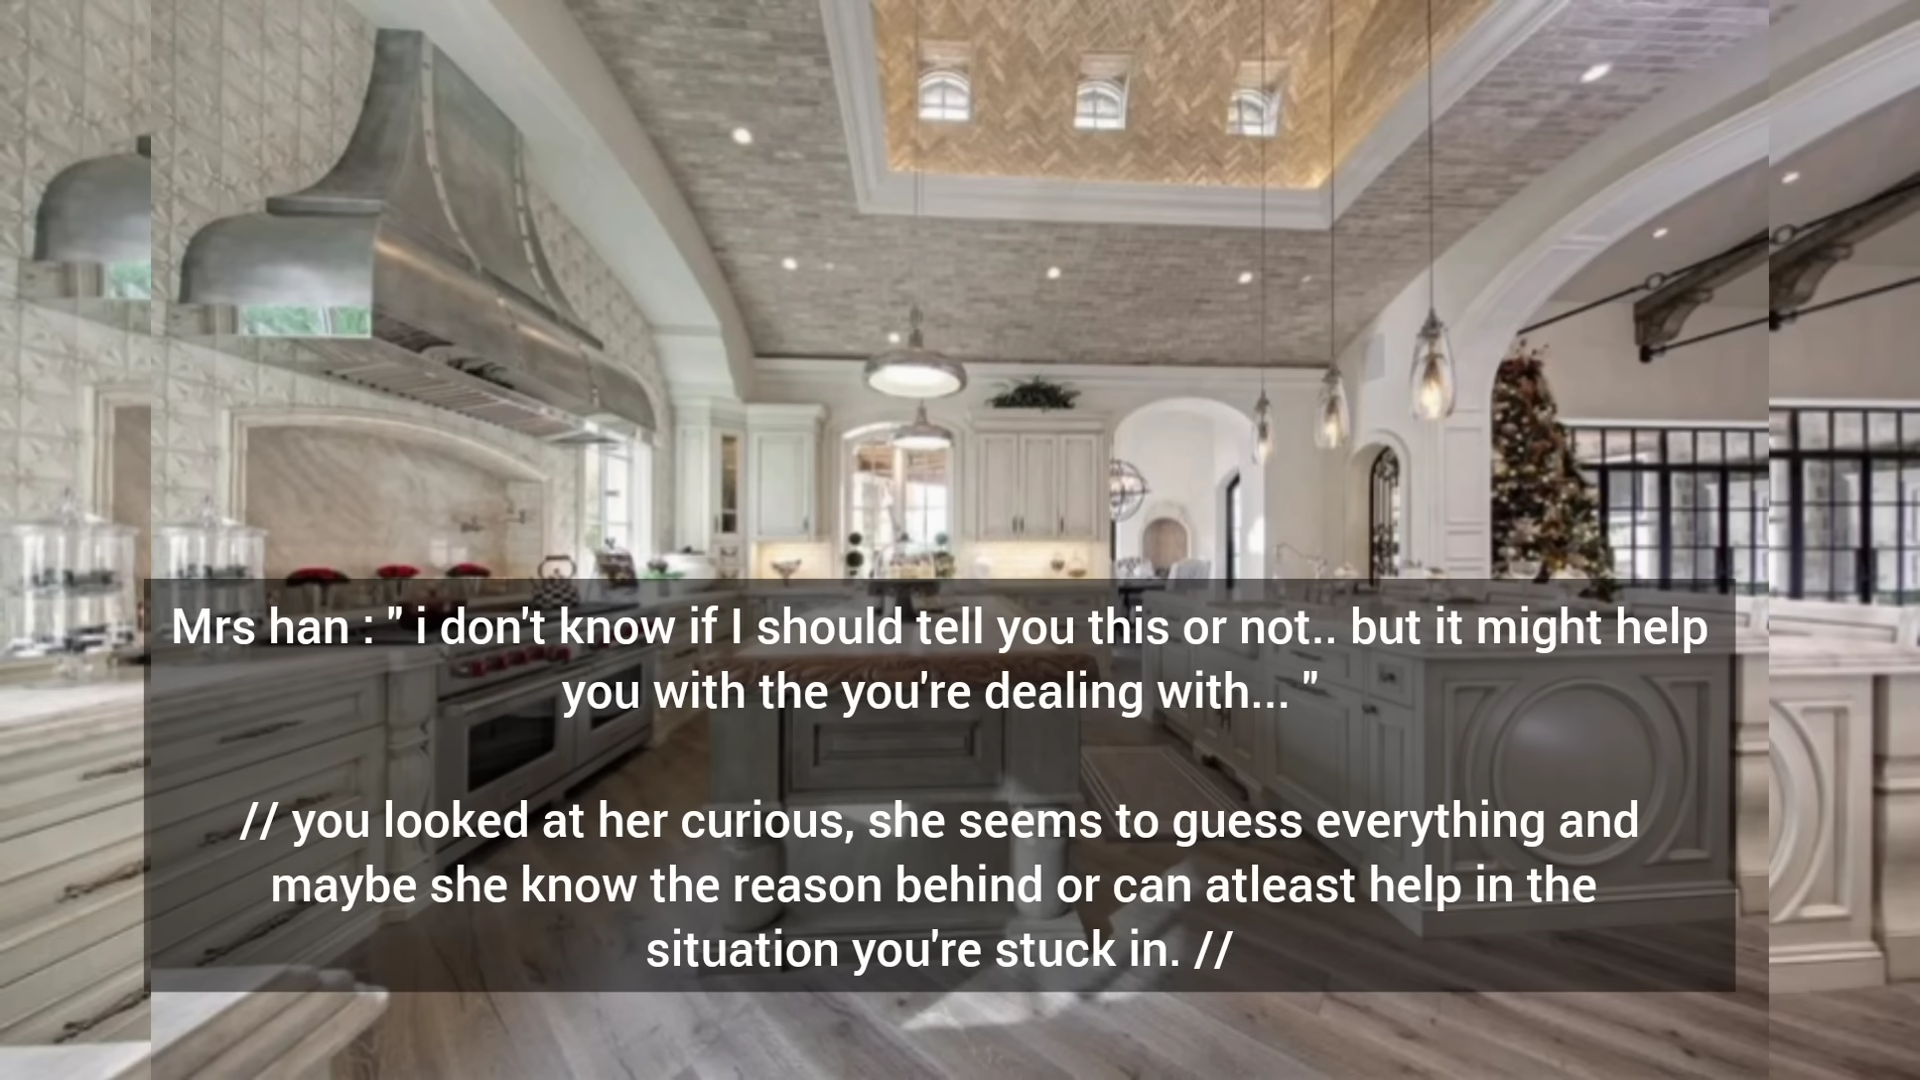 Mrs han : " i don't know if I should tell you this or not.. but it might help
you with the you're dealing with... "
// you looked at her curious, she seems to guess everything and
maybe she know the reason behind or can atleast help in the
situation you're stuck in. //